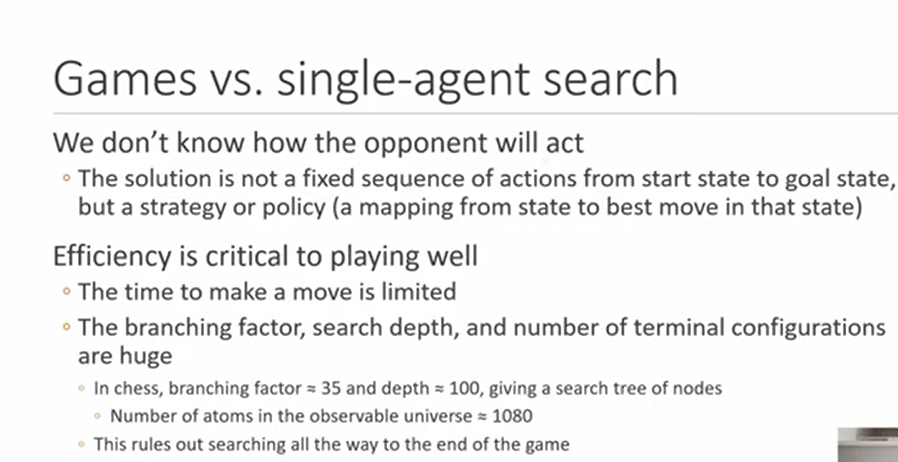 Games vs. single-agent search
We don't know how the opponent will act
◦ The solution is not a fixed sequence of actions from start state to goal state,
but a strategy or policy (a mapping from state to best move in that state)
Efficiency is critical to playing well
◦ The time to make a move is limited
◦ The branching factor, search depth, and number of terminal configurations
are huge
◦ In chess, branching factor ≈ 35 and depth ≈ 100, giving a search tree of nodes
◦ Number of atoms in the observable universe ≈ 1080
◦ This rules out searching all the way to the end of the game